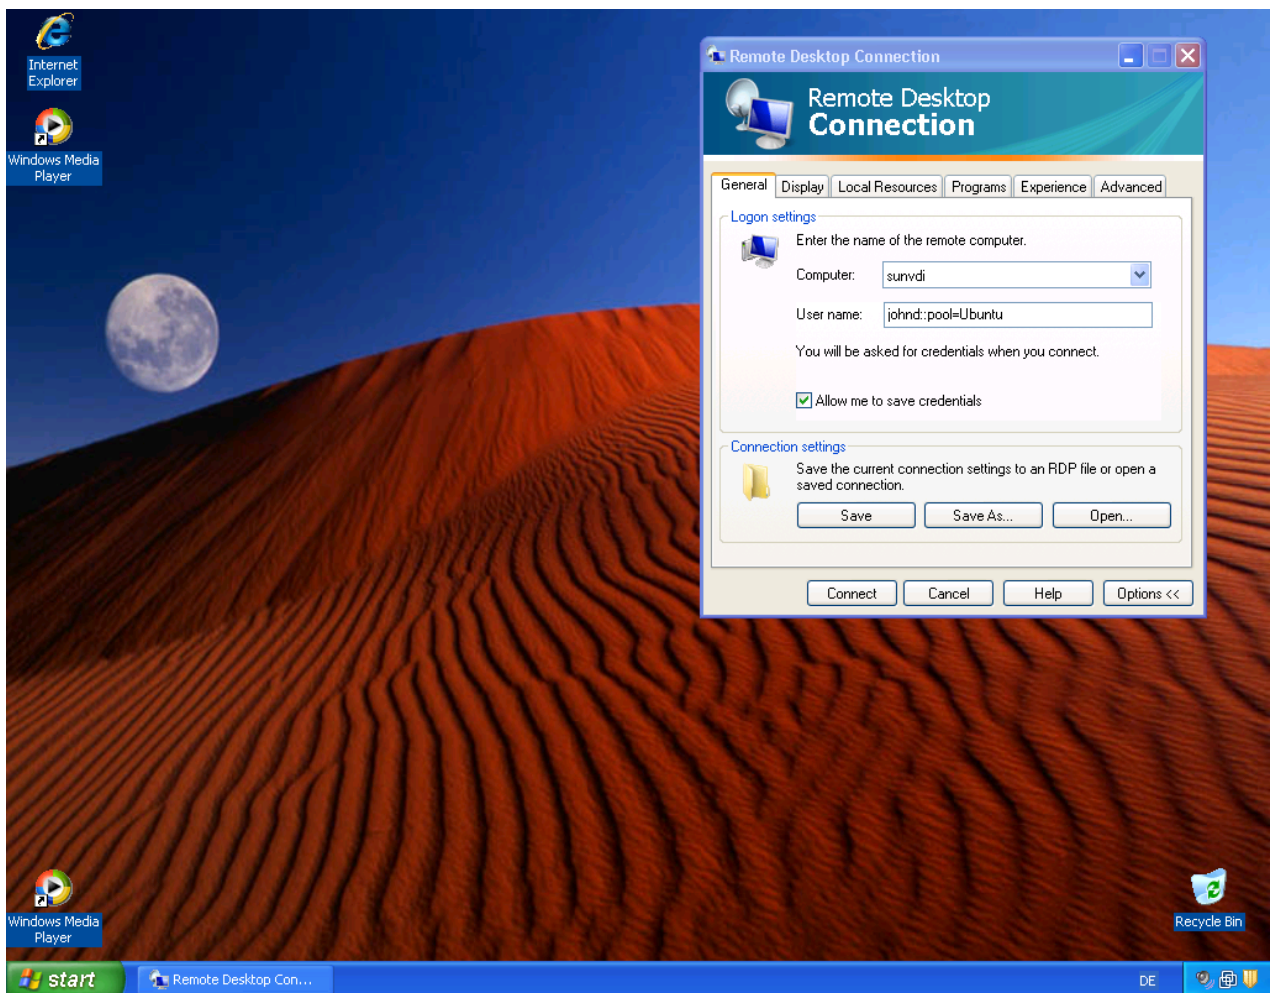 Internet
Explorer
Windows Media
Player
Remote Desktop Connection
Remote Desktop
Connection
General
Display
Local Resources
Programs
Experience
Advanced
Logon settings
Enter the name of the remote computer.
Computer:
sunvdi
User name:
johnd::pool=Ubuntu
You will be asked for credentials when you connect.
Allow me to save credentials
Connection settings
Save the current connection settings to an RDP file or open a
saved connection.
Save
Save As...
Open...
Connect
Cancel
Help
Options <<
Windows Media
Player
Recycle Bin
start
Remote Desktop Con...
DE